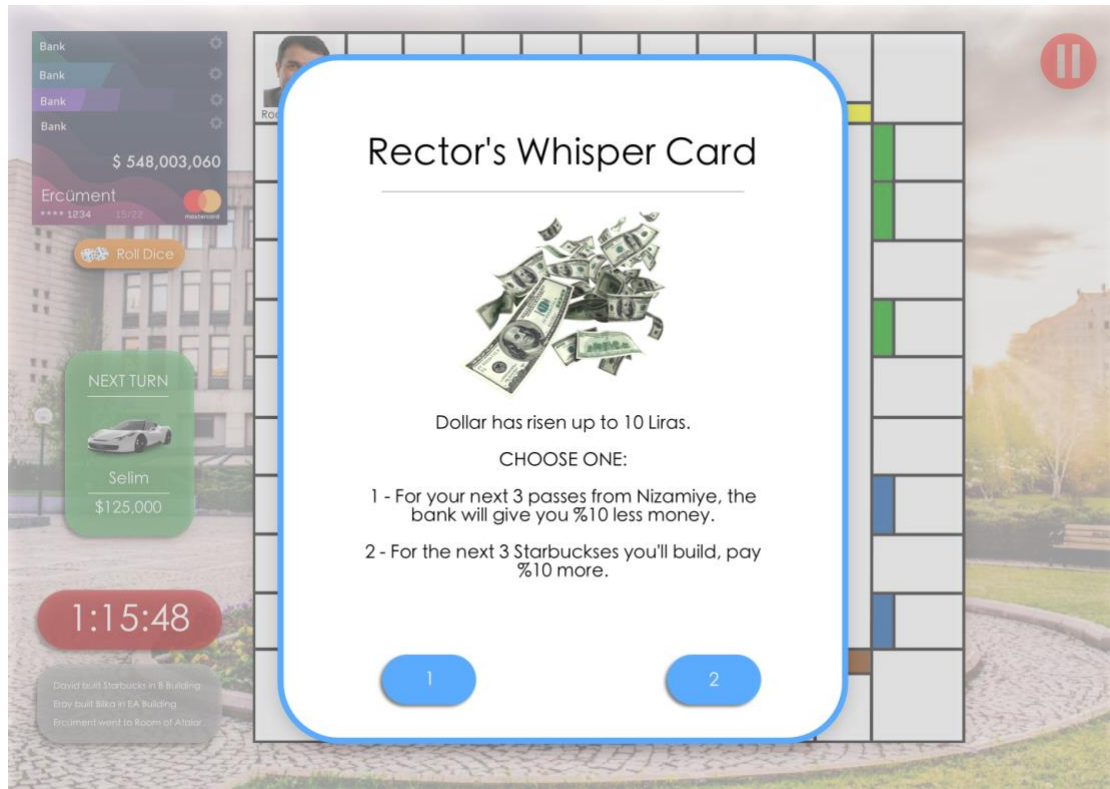 Bank
Bank
Bank
Bank
$ 548,003,060
Ercüment
**** 1234 15/22
mastercard
Roll Dice
NEXT TURN
Selim
$125,000
1:15:48
David built Starbucks in B Building
Eray built Bilka in EA Building
Ercüment went to Room of Atalar
Rector's Whisper Card
Dollar has risen up to 10 Liras.
CHOOSE ONE:
1 - For your next 3 passes from Nizamiye, the
bank will give you %10 less money.
2 - For the next 3 Starbuckses you'll build, pay
%10 more.
1
2